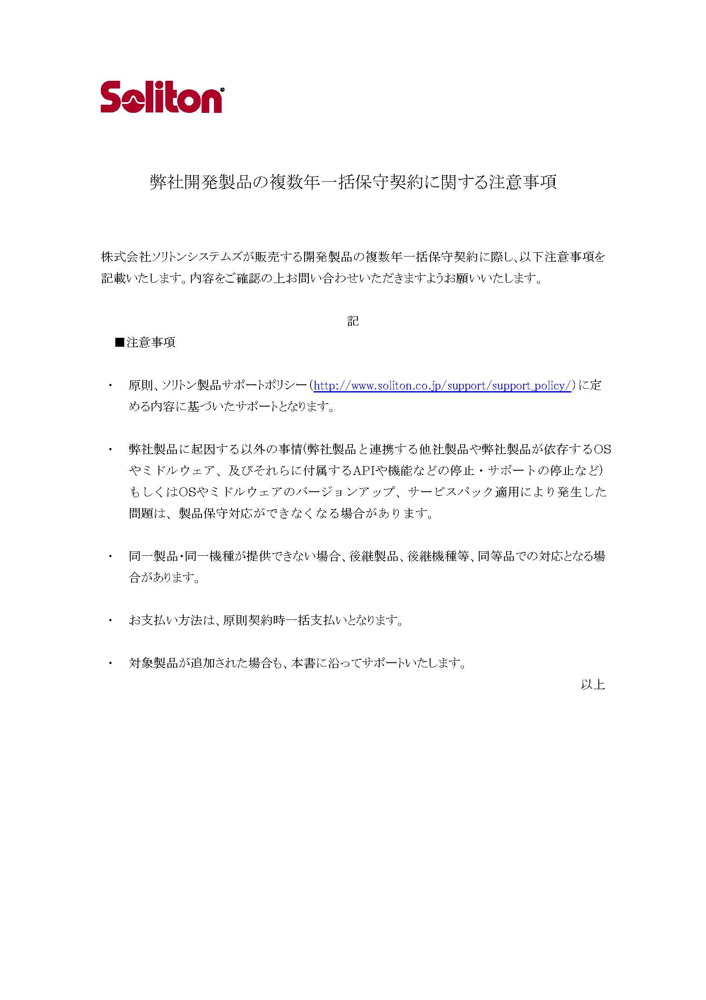 Soliton®
弊社開発製品の複数年一括保守契約に関する注意事項
株式会社ソリトンシステムズが販売する開発製品の複数年一括保守契約に際し、以下注意事項を
記載いたします。内容をご確認の上お問い合わせいただきますようお願いいたします。
記
■注意事項
・ 原則、ソリトン製品サポートポリシー（http://www.soliton.co.jp/support/support_policy/）に定
める内容に基づいたサポートとなります。
・ 弊社製品に起因する以外の事情(弊社製品と連携する他社製品や弊社製品が依存するOS
やミドルウェア、及びそれらに付属するAPIや機能などの停止・サポートの停止など)
もしくはOSやミドルウェアのバージョンアップ、サービスパック適用により発生した
問題は、製品保守対応ができなくなる場合があります。
・ 同一製品・同一機種が提供できない場合、後継製品、後継機種等、同等品での対応となる場
合があります。
・ お支払い方法は、原則契約時一括支払いとなります。
・ 対象製品が追加された場合も、本書に沿ってサポートいたします。
以上